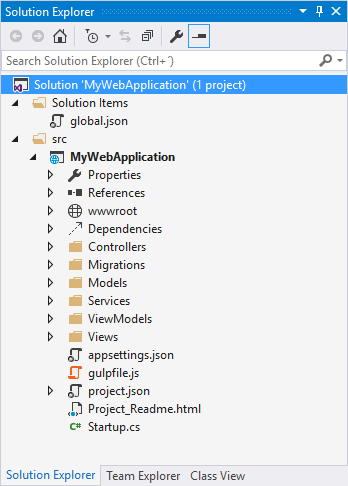 Solution Explorer
Search Solution Explorer (Ctrl+´)
Solution 'MyWebApplication' (1 project)
Solution Items
global.json
src
MyWebApplication
Properties
References
wwwroot
Dependencies
Controllers
Migrations
Models
Services
ViewModels
Views
appsettings.json
gulpfile.js
project.json
Project_Readme.html
C# Startup.cs
Solution Explorer Team Explorer Class View